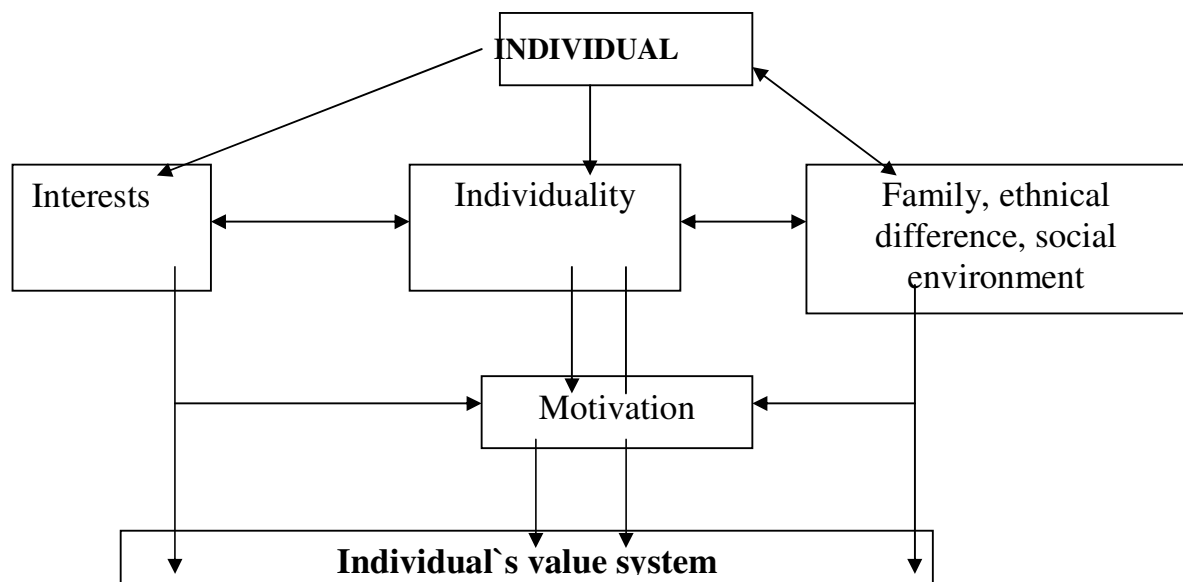 INDIVIDUAL
Interests
Individuality
Family, ethnical
difference, social
environment
Motivation
Individual`s value system